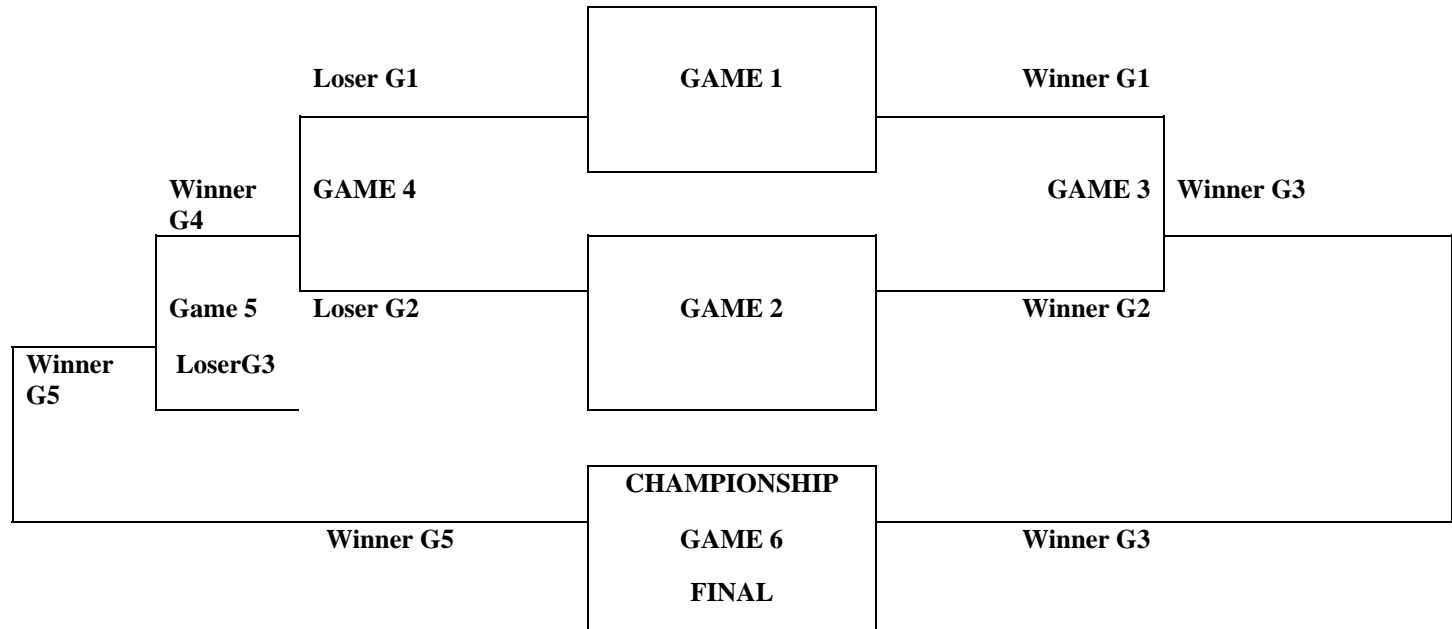 Loser G1 GAME 1 Winner G1
Winner GAME 4 GAME 3 Winner G3
G4
Game 5 Loser G2 GAME 2 Winner G2
Winner LoserG3
G5
CHAMPIONSHIP
Winner G5 GAME 6 Winner G3
FINAL